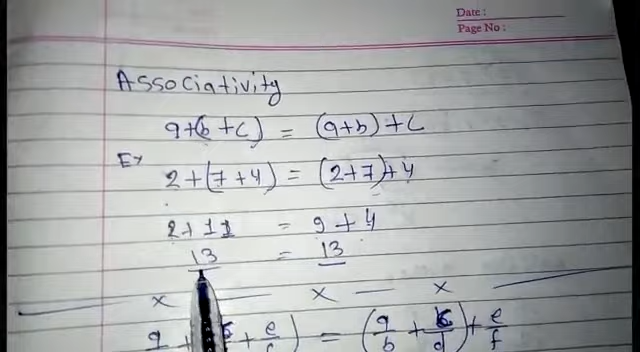 Date :
Page No :
Associativity
a+(b+c) = (a+b)+c
Ex
2+(7+4) = (2+7)+4
2+11 = 9+4
13 = 13
x — x — x
a + + e ) = (a/b + c/d) + e/f